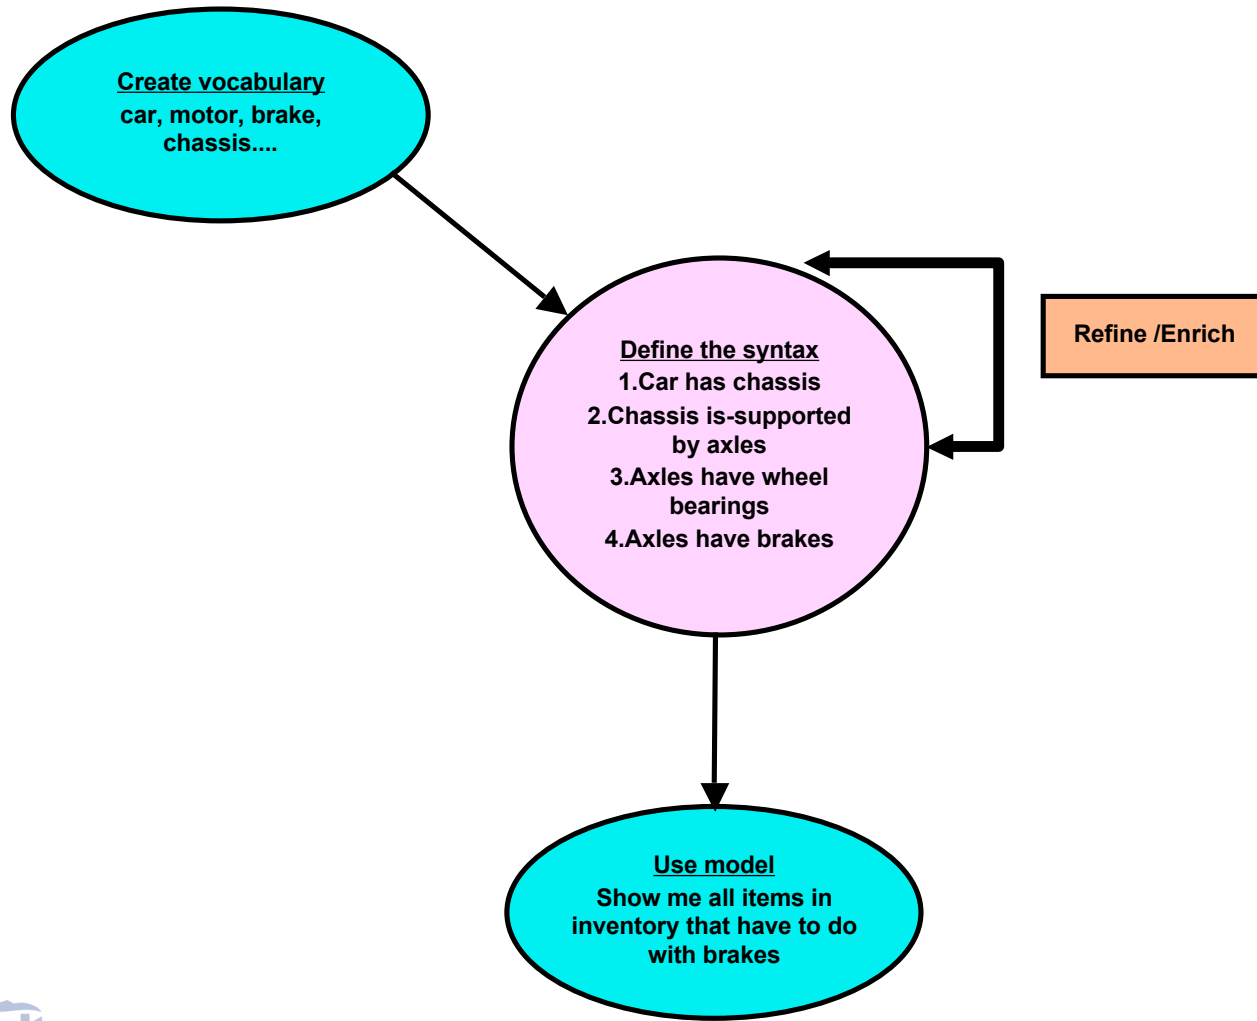 Create vocabulary
car, motor, brake,
chassis....
Define the syntax
1.Car has chassis
2.Chassis is-supported
by axles
3.Axles have wheel
bearings
4.Axles have brakes
Refine /Enrich
Use model
Show me all items in
inventory that have to do
with brakes